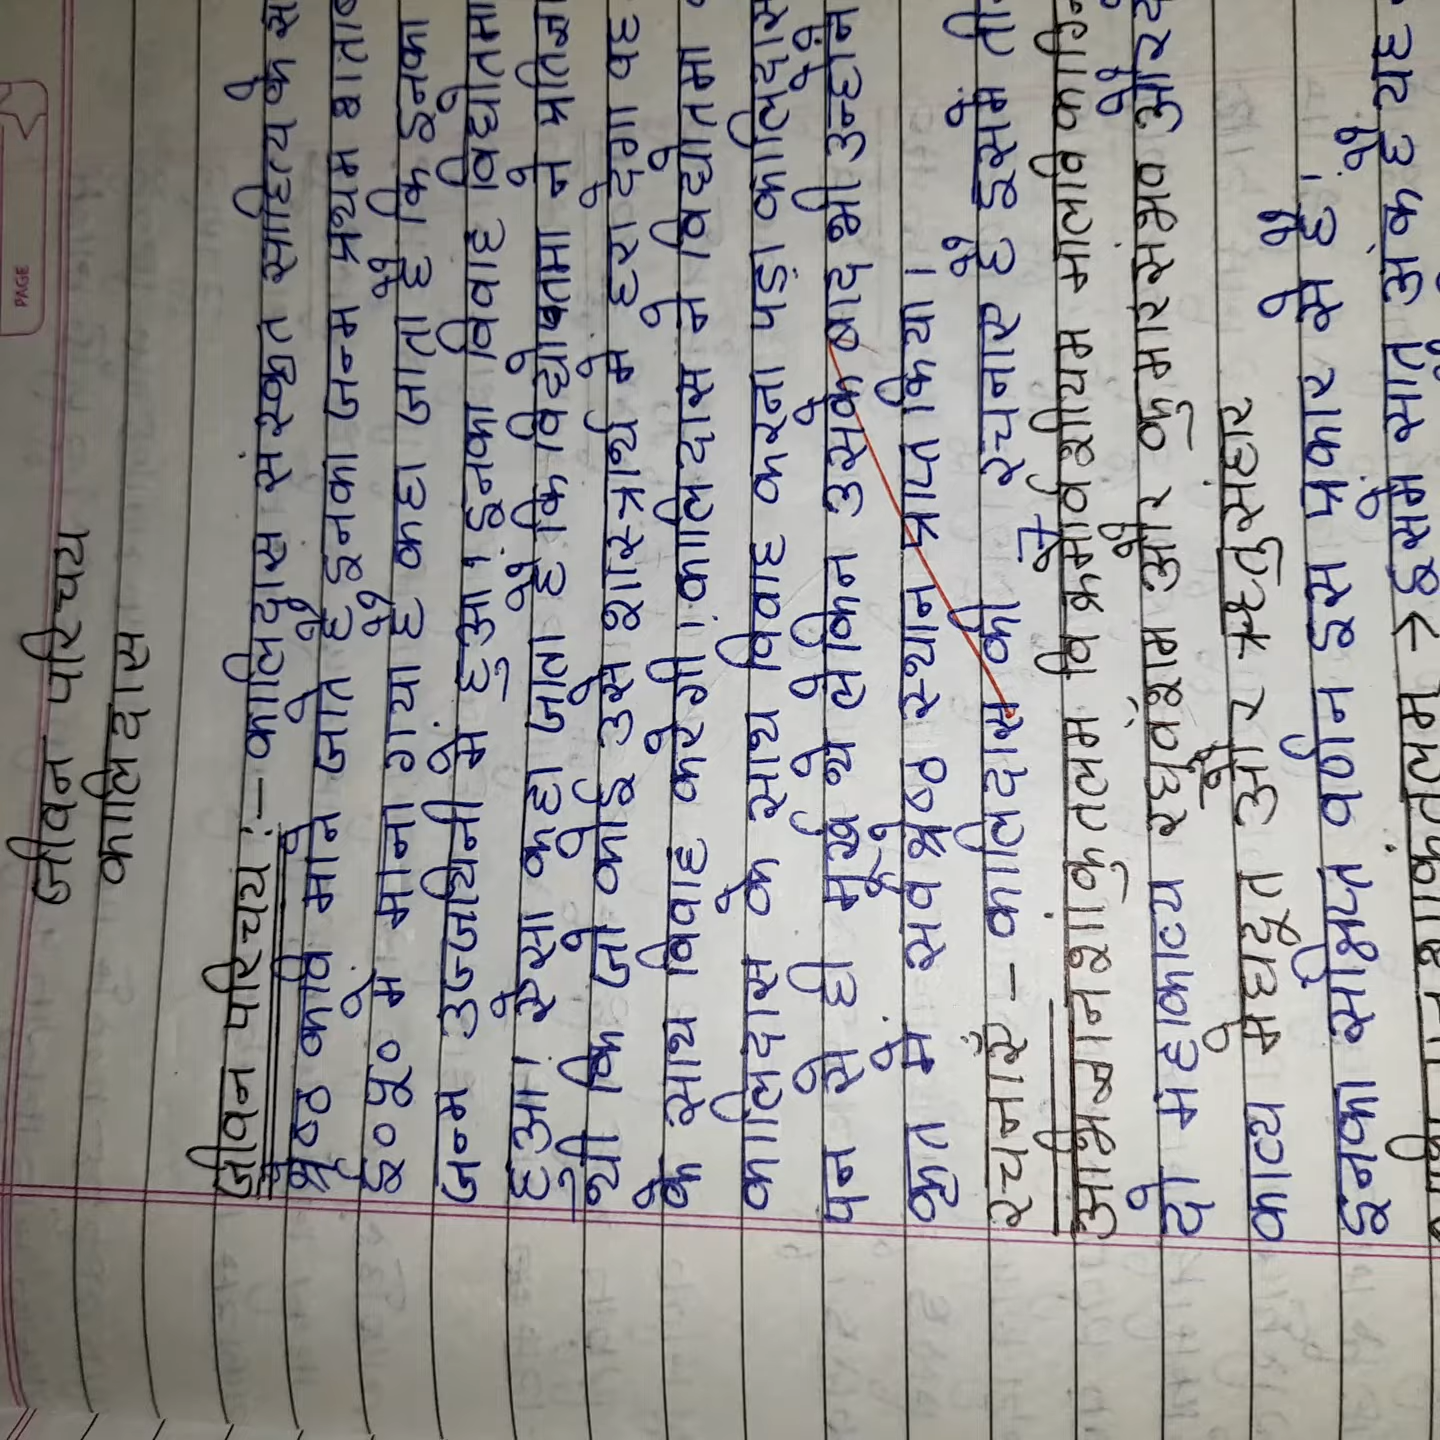 PAGE
जीवन परिचय
कालिदास
जीवन परिचय :- कालिदास संस्कृत साहित्य के स
श्रेष्ठ कवि माने जाते है इनका जन्म प्रथम शताब
ई० पू० में माना गया है कहा जाता है कि इनका
जन्म उज्जयिनी में हुआ। इनका विवाह विद्योतमा
हुआ। ऐसा कहा जाता है कि विद्योतमा ने प्रतिज्ञा
थी कि जो कोई उसे शास्त्रार्थ मे हरा देगा वह
के साथ विवाह करेगी। कालिदास ने विद्योतमा
कालिदास के साथ विवाह करना पड़ा कालिदास
पन से ही मूर्ख थे लेकिन उसके बाद भी उन्होंने
कृत में सर्वश्रेष्ठ स्थान प्राप्त किया।
रचनाएँ - कालिदास की रचनाए है इसमें ती
अभिज्ञानशांकुतलम विक्रमोर्वशीयम मालविकाग्नि
दो महाकाव्य रघुवंशम और कुमारसंभव और द
काव्य मेघदूत और ऋतुसंहार
इनका संक्षिप्त वर्णन इस प्रकार से है।
शाकुंतलम → इसमे सात अंक है यह